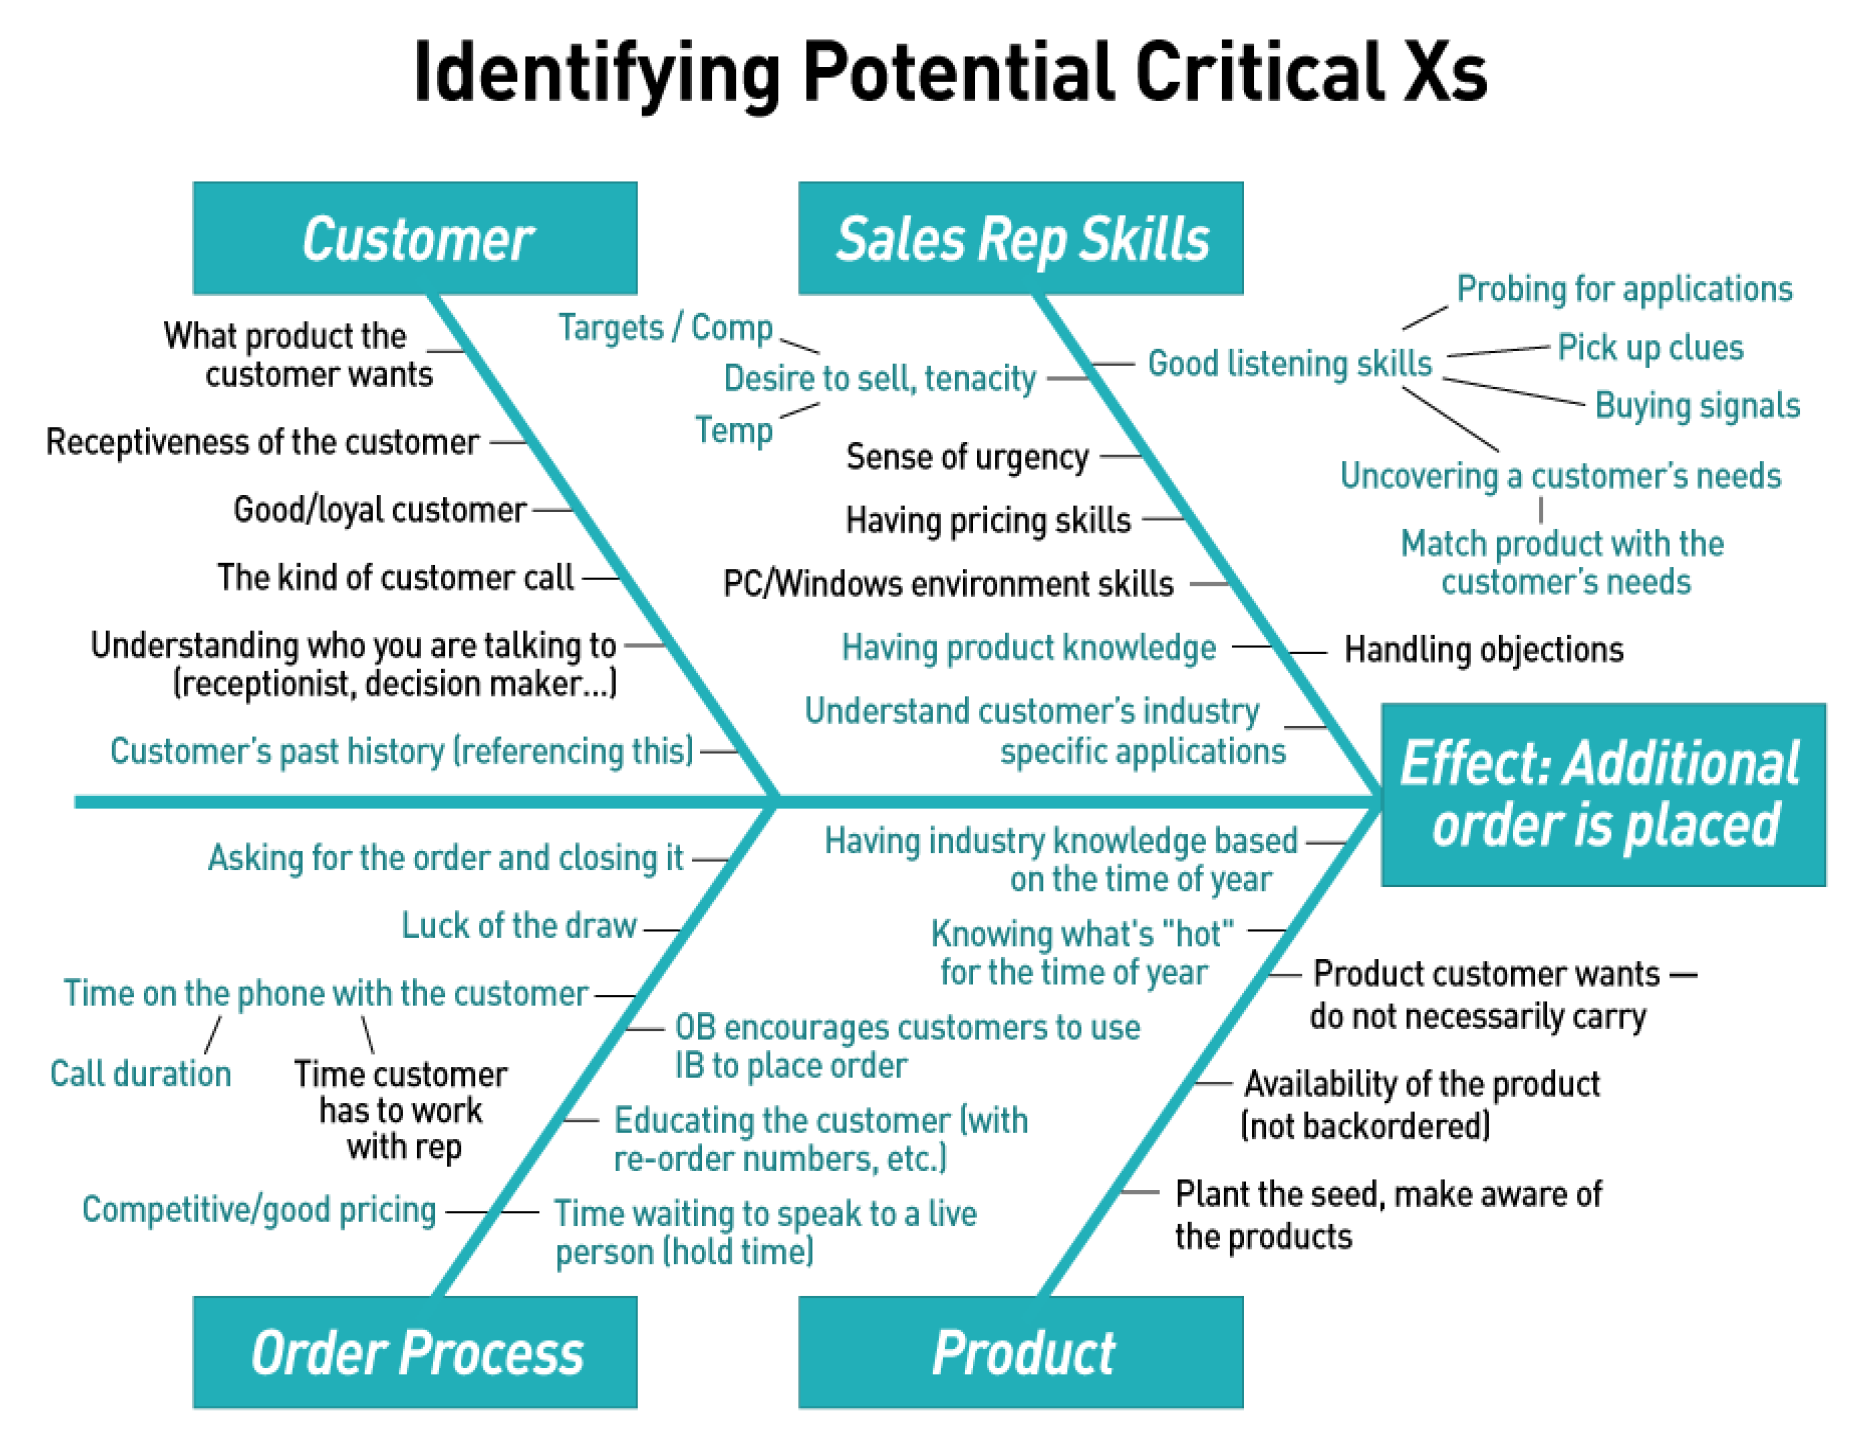 Identifying Potential Critical Xs
Customer
What product the
customer wants
Receptiveness of the customer
Good/loyal customer
The kind of customer call
Understanding who you are talking to
(receptionist, decision maker...)
Customer's past history (referencing this)
Sales Rep Skills
Targets / Comp
Desire to sell, tenacity
Temp
Sense of urgency
Having pricing skills
PC/Windows environment skills
Having product knowledge
Understand customer's industry
specific applications
Good listening skills
Probing for applications
Pick up clues
Buying signals
Uncovering a customer's needs
Match product with the
customer's needs
Handling objections
Effect: Additional
order is placed
Asking for the order and closing it
Luck of the draw
Time on the phone with the customer
Call duration
Time customer
has to work
with rep
Competitive/good pricing
OB encourages customers to use
IB to place order
Educating the customer (with
re-order numbers, etc.)
Time waiting to speak to a live
person (hold time)
Order Process
Having industry knowledge based
on the time of year
Knowing what's "hot"
for the time of year
Product customer wants —
do not necessarily carry
Availability of the product
(not backordered)
Plant the seed, make aware of
the products
Product